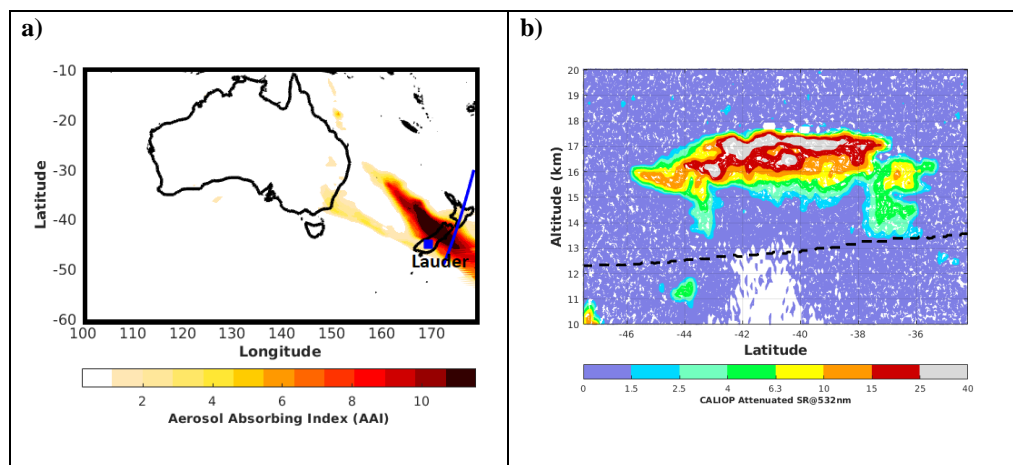 a)
-10
-20
-30
-40
-50
-60
Latitude
Lauder
100 110 120 130 140 150 160 170
Longitude
2 4 6 8 10
Aerosol Absorbing Index (AAI)
b)
20
19
18
17
16
15
14
13
12
11
10
Altitude (km)
-46 -44 -42 -40 -38 -36
Latitude
0 1.5 2.5 4 6.3 10 15 25 40
CALIOP Attenuated SR@532nm